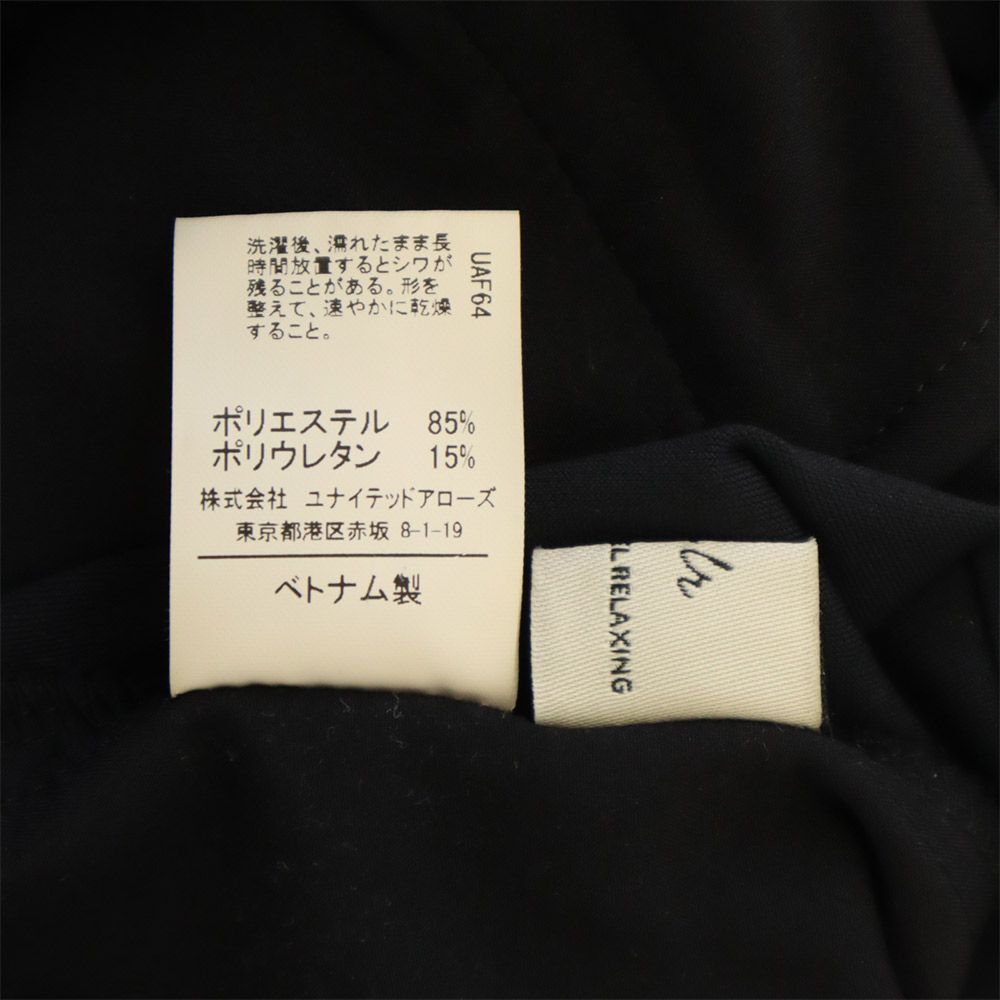 洗濯後、濡れたまま長
時間放置するとシワが
残ることがある。形を
整えて、速やかに乾燥
すること。
UAF64
ポリエステル 85%
ポリウレタン 15%
株式会社 ユナイテッドアローズ
東京都港区赤坂 8-1-19
ベトナム製
lr
EL RELAXING